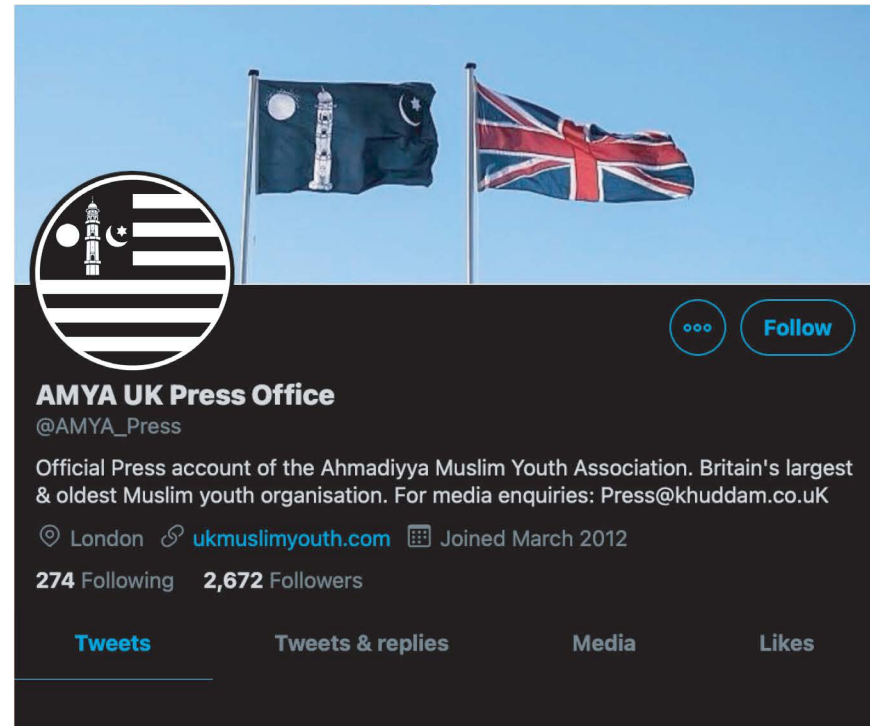 Follow
AMYA UK Press Office
@AMYA_Press
Official Press account of the Ahmadiyya Muslim Youth Association. Britain's largest
& oldest Muslim youth organisation. For media enquiries: Press@khuddam.co.uK
London ukmuslimyouth.com Joined March 2012
274 Following 2,672 Followers
Tweets Tweets & replies Media Likes